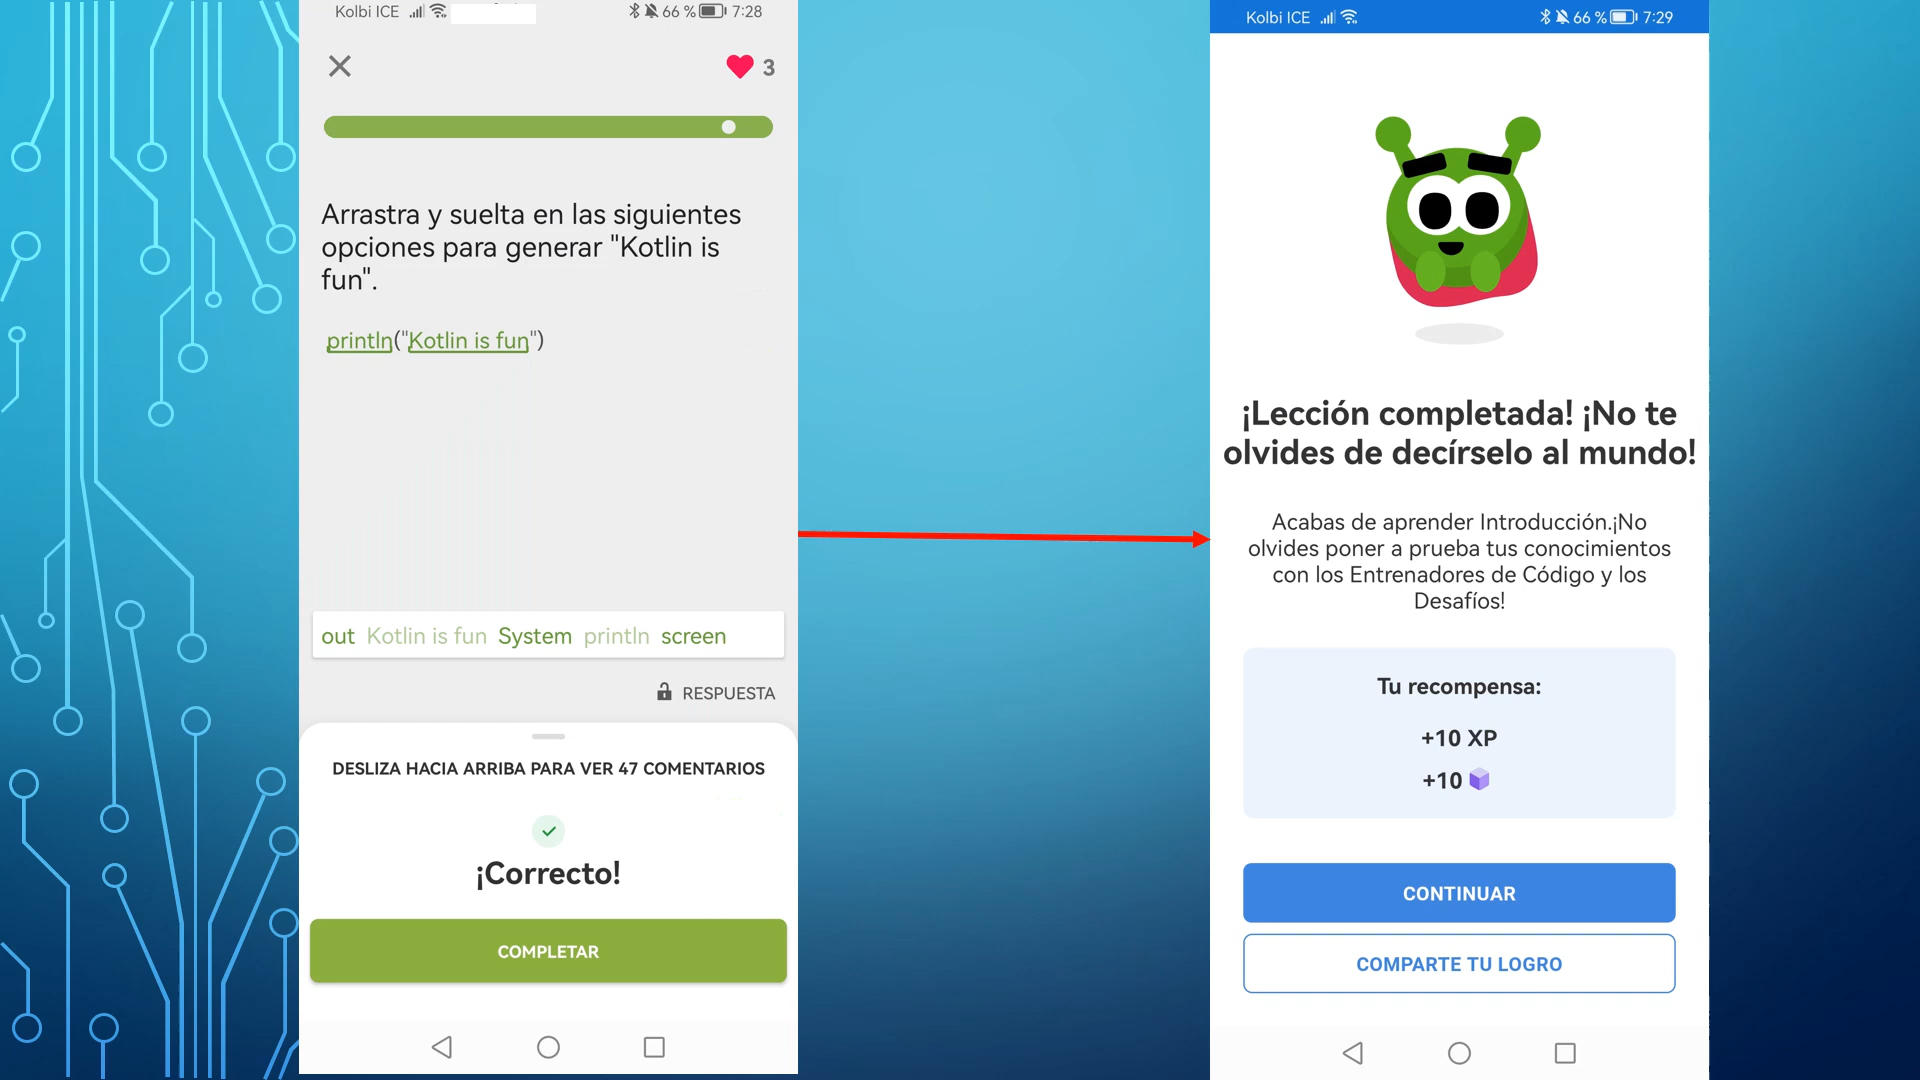 Kolbi ICE 66 % 7:28
3
Arrastra y suelta en las siguientes
opciones para generar "Kotlin is
fun".
println("Kotlin is fun")
out Kotlin is fun System println screen
RESPUESTA
DESLIZA HACIA ARRIBA PARA VER 47 COMENTARIOS
¡Correcto!
COMPLETAR
Kolbi ICE 66 % 7:29
¡Lección completada! ¡No te
olvides de decírselo al mundo!
Acabas de aprender Introducción.¡No
olvides poner a prueba tus conocimientos
con los Entrenadores de Código y los
Desafíos!
Tu recompensa:
+10 XP
+10
CONTINUAR
COMPARTE TU LOGRO